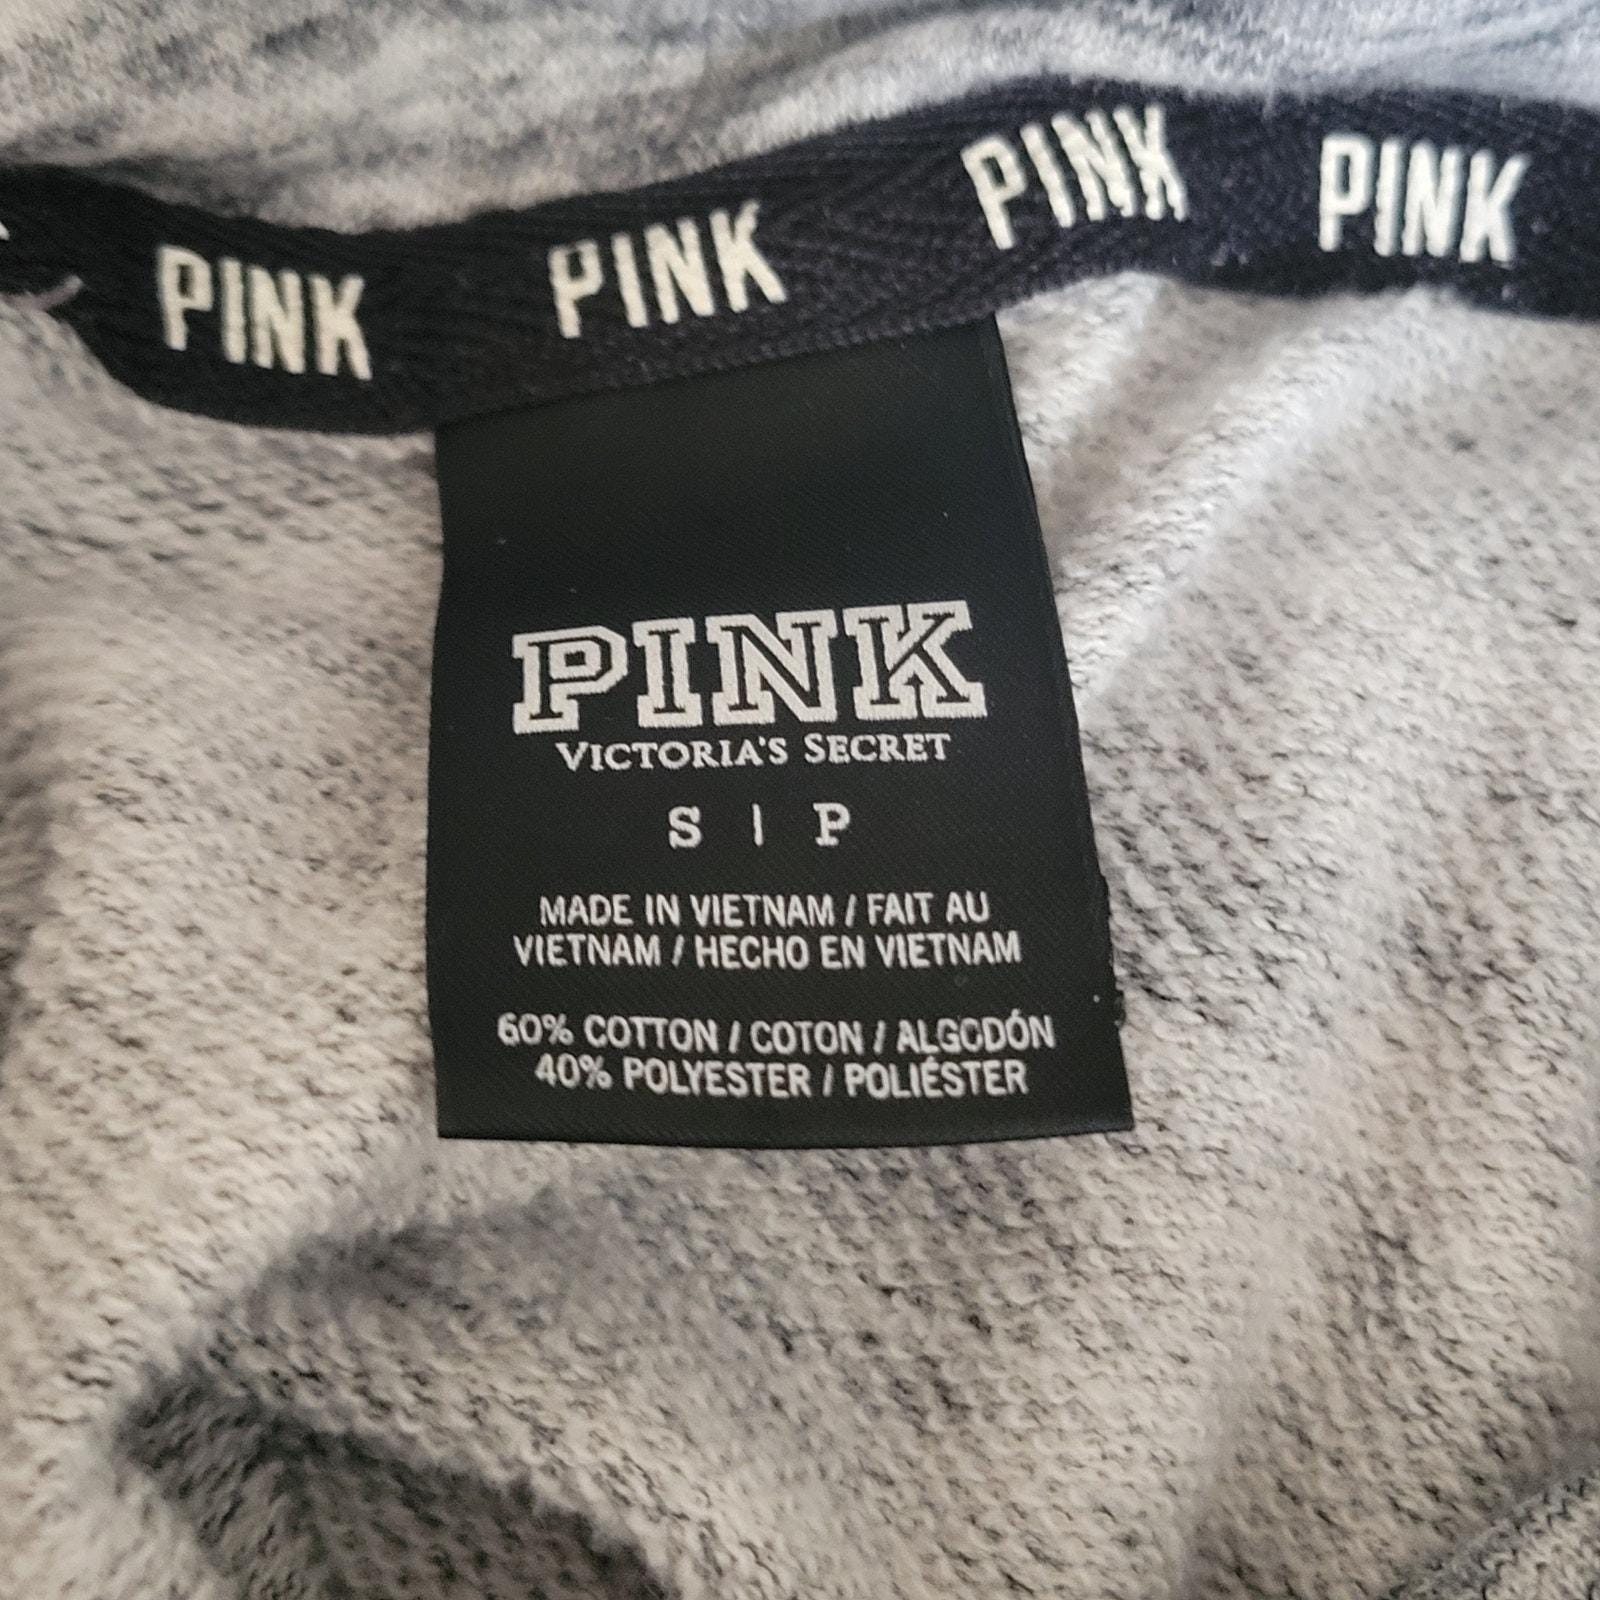 PINK PINK PINK PINK
PINK
VICTORIA'S SECRET
S | P
MADE IN VIETNAM / FAIT AU
VIETNAM / HECHO EN VIETNAM
60% COTTON / COTON / ALGODÓN
40% POLYESTER / POLIÉSTER